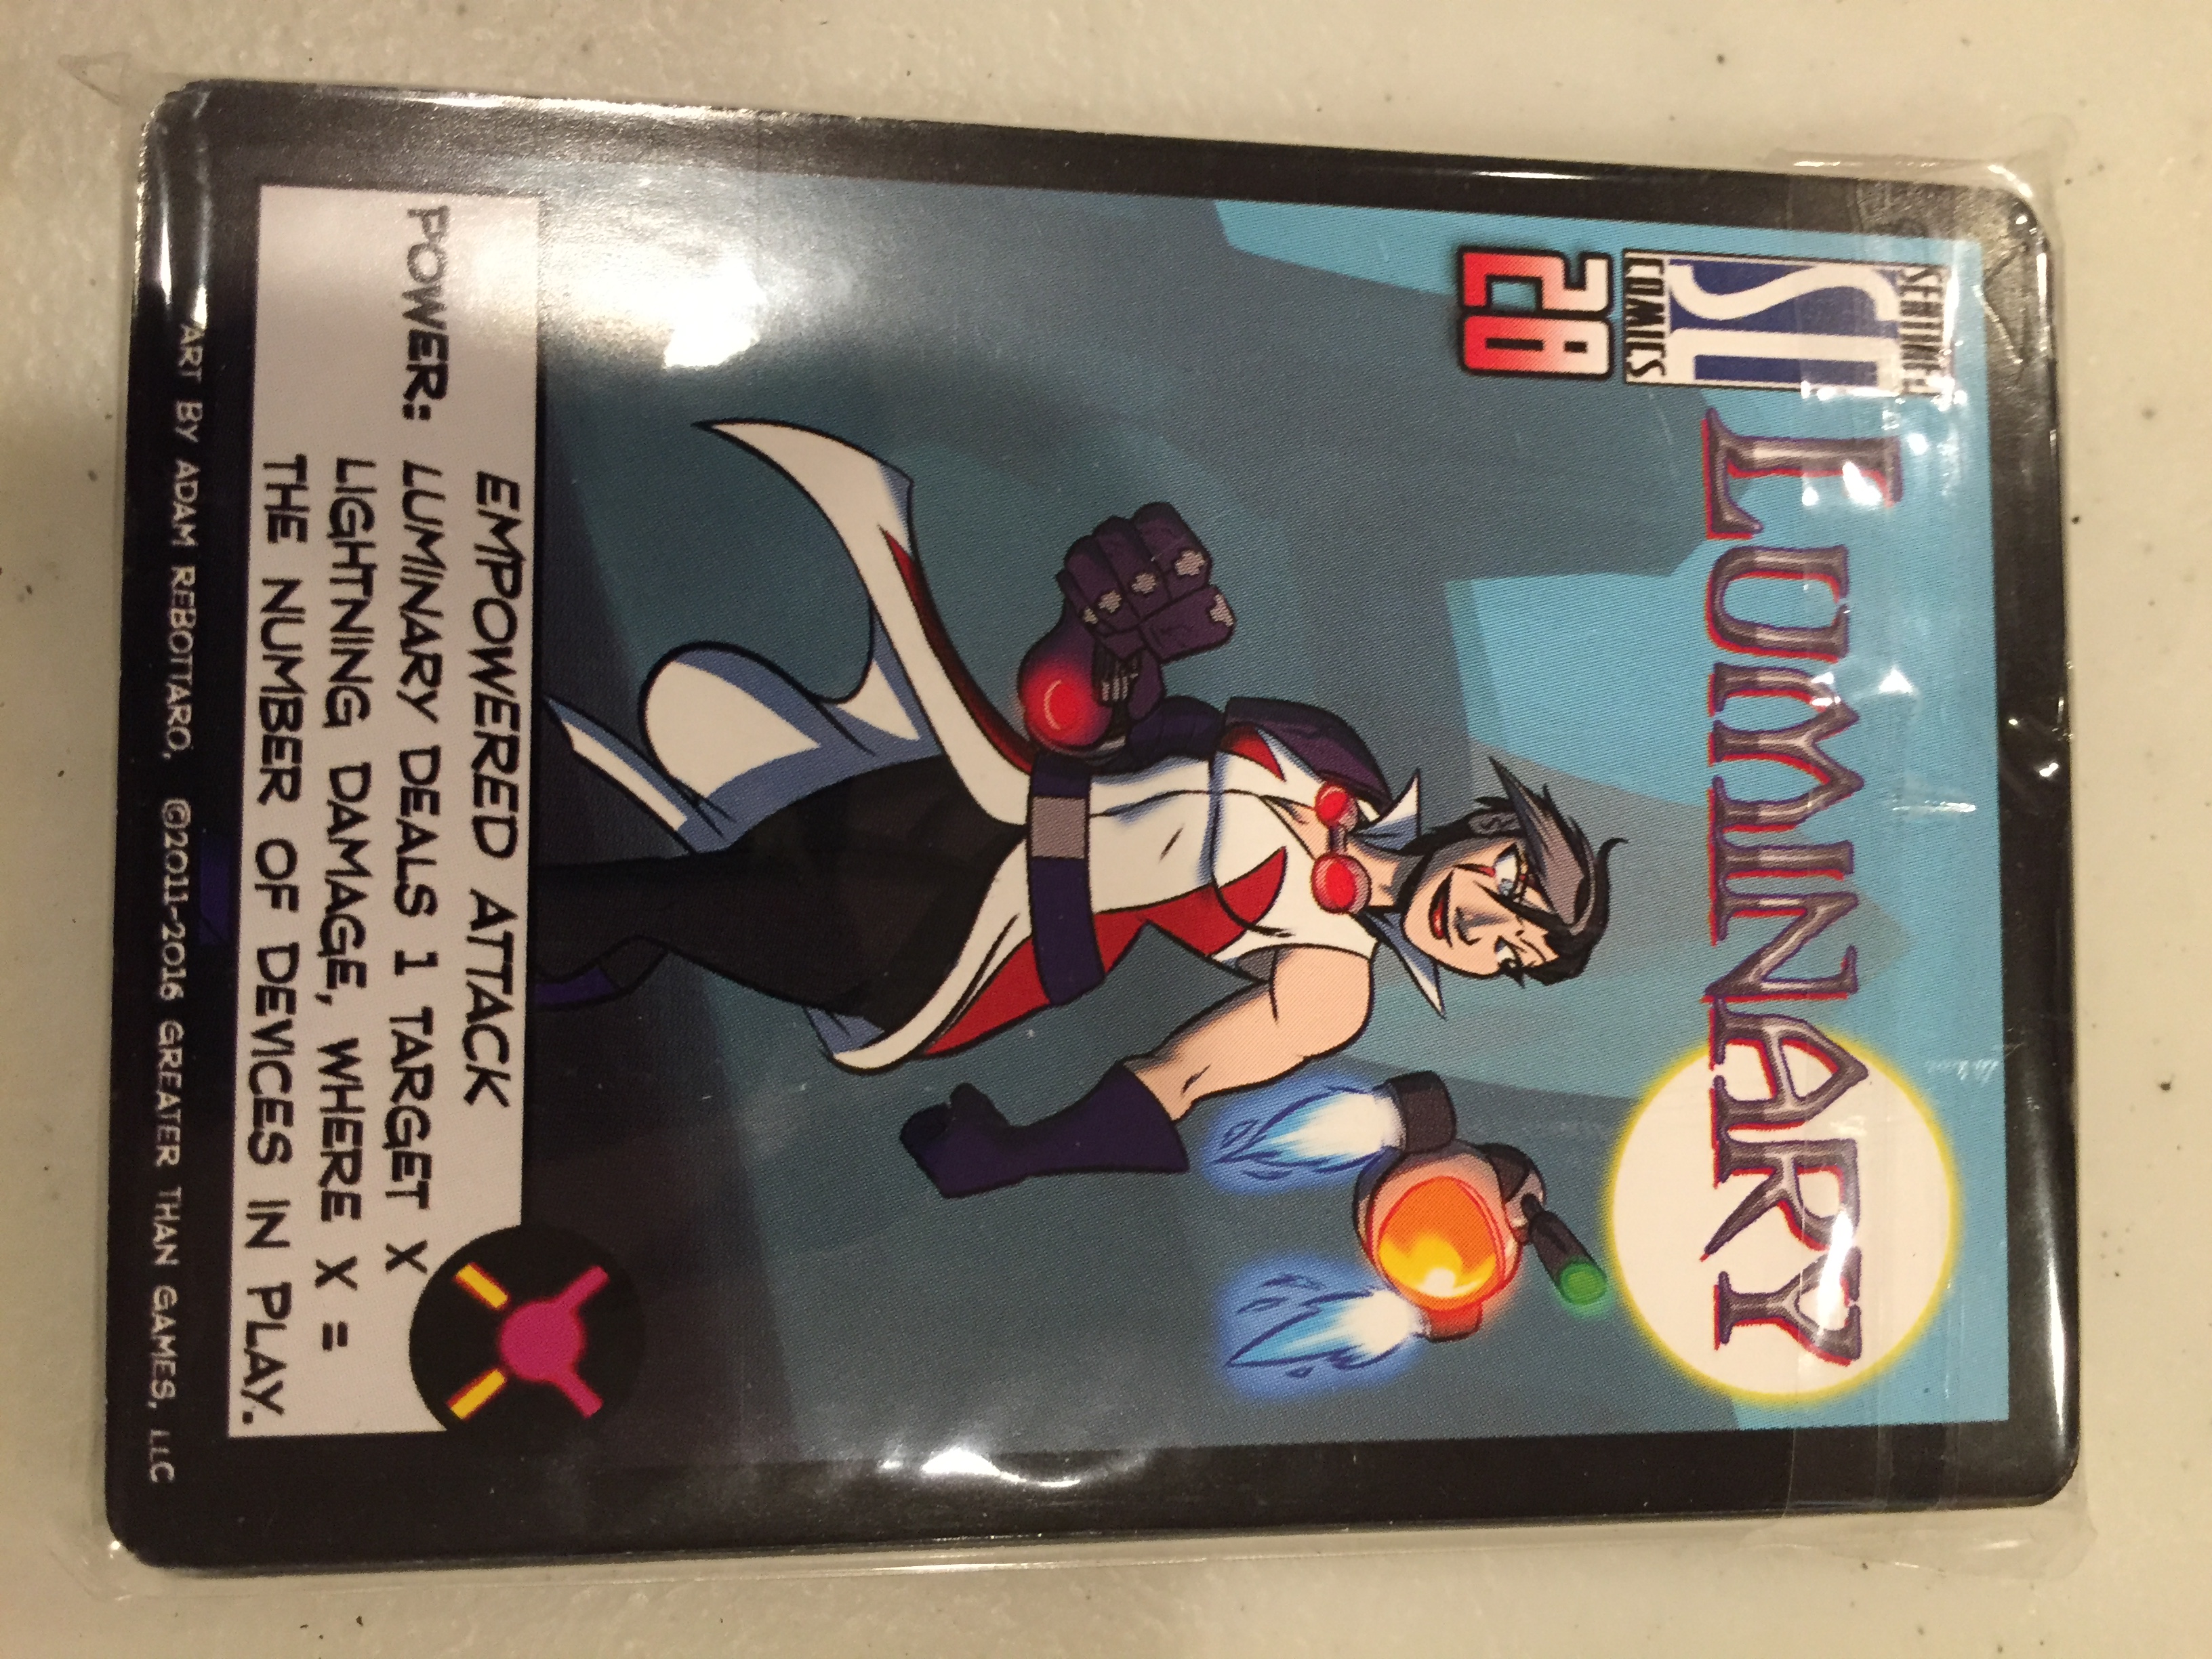 SENTINEL
SC
COMICS
LUMINARY
28
EMPOWERED ATTACK
POWER: LUMINARY DEALS 1 TARGET X
LIGHTNING DAMAGE, WHERE X =
THE NUMBER OF DEVICES IN PLAY.
ART BY ADAM REBOTTARO, ©2011-2016 GREATER THAN GAMES, LLC